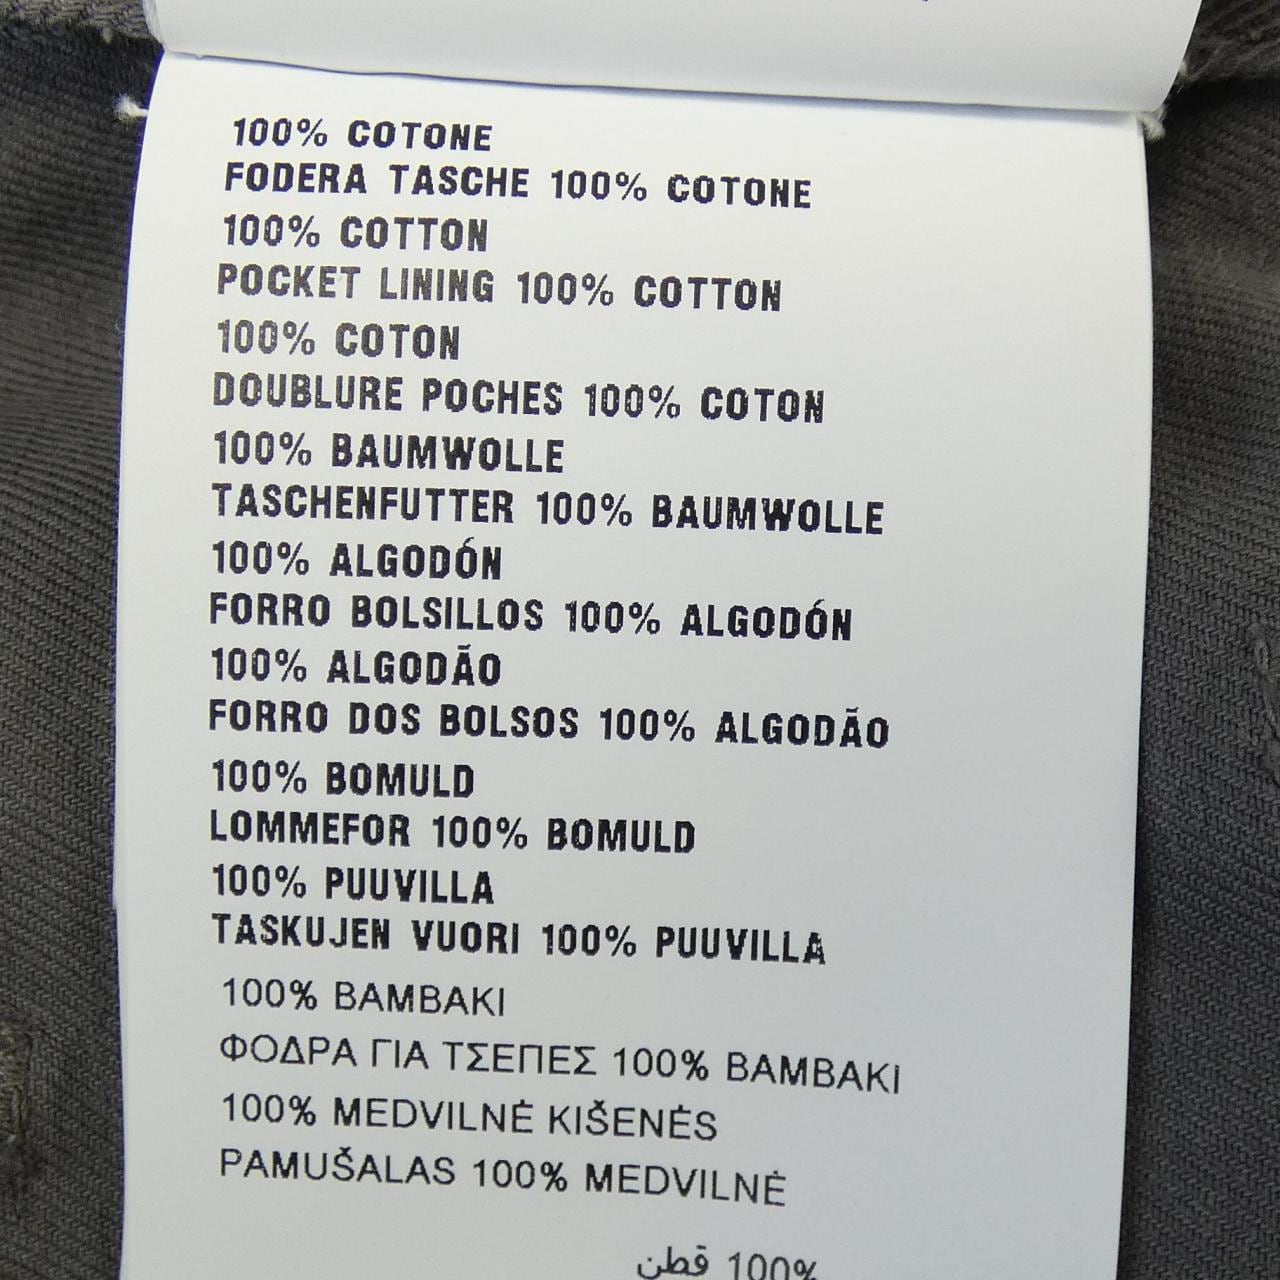 100% COTONE
FODERA TASCHE 100% COTONE
100% COTTON
POCKET LINING 100% COTTON
100% COTON
DOUBLURE POCHES 100% COTON
100% BAUMWOLLE
TASCHENFUTTER 100% BAUMWOLLE
100% ALGODÓN
FORRO BOLSILLOS 100% ALGODÓN
100% ALGODÃO
FORRO DOS BOLSOS 100% ALGODÃO
100% BOMULD
LOMMEFOR 100% BOMULD
100% PUUVILLA
TASKUJEN VUORI 100% PUUVILLA
100% ΒΑΜΒΑΚΙ
ΦΟΔΡΑ ΓΙΑ ΤΣΕΠΕΣ 100% ΒΑΜΒΑΚΙ
100% MEDVILNĖ KIŠENĖS
PAMUŠALAS 100% MEDVILNĖ
100% قطن